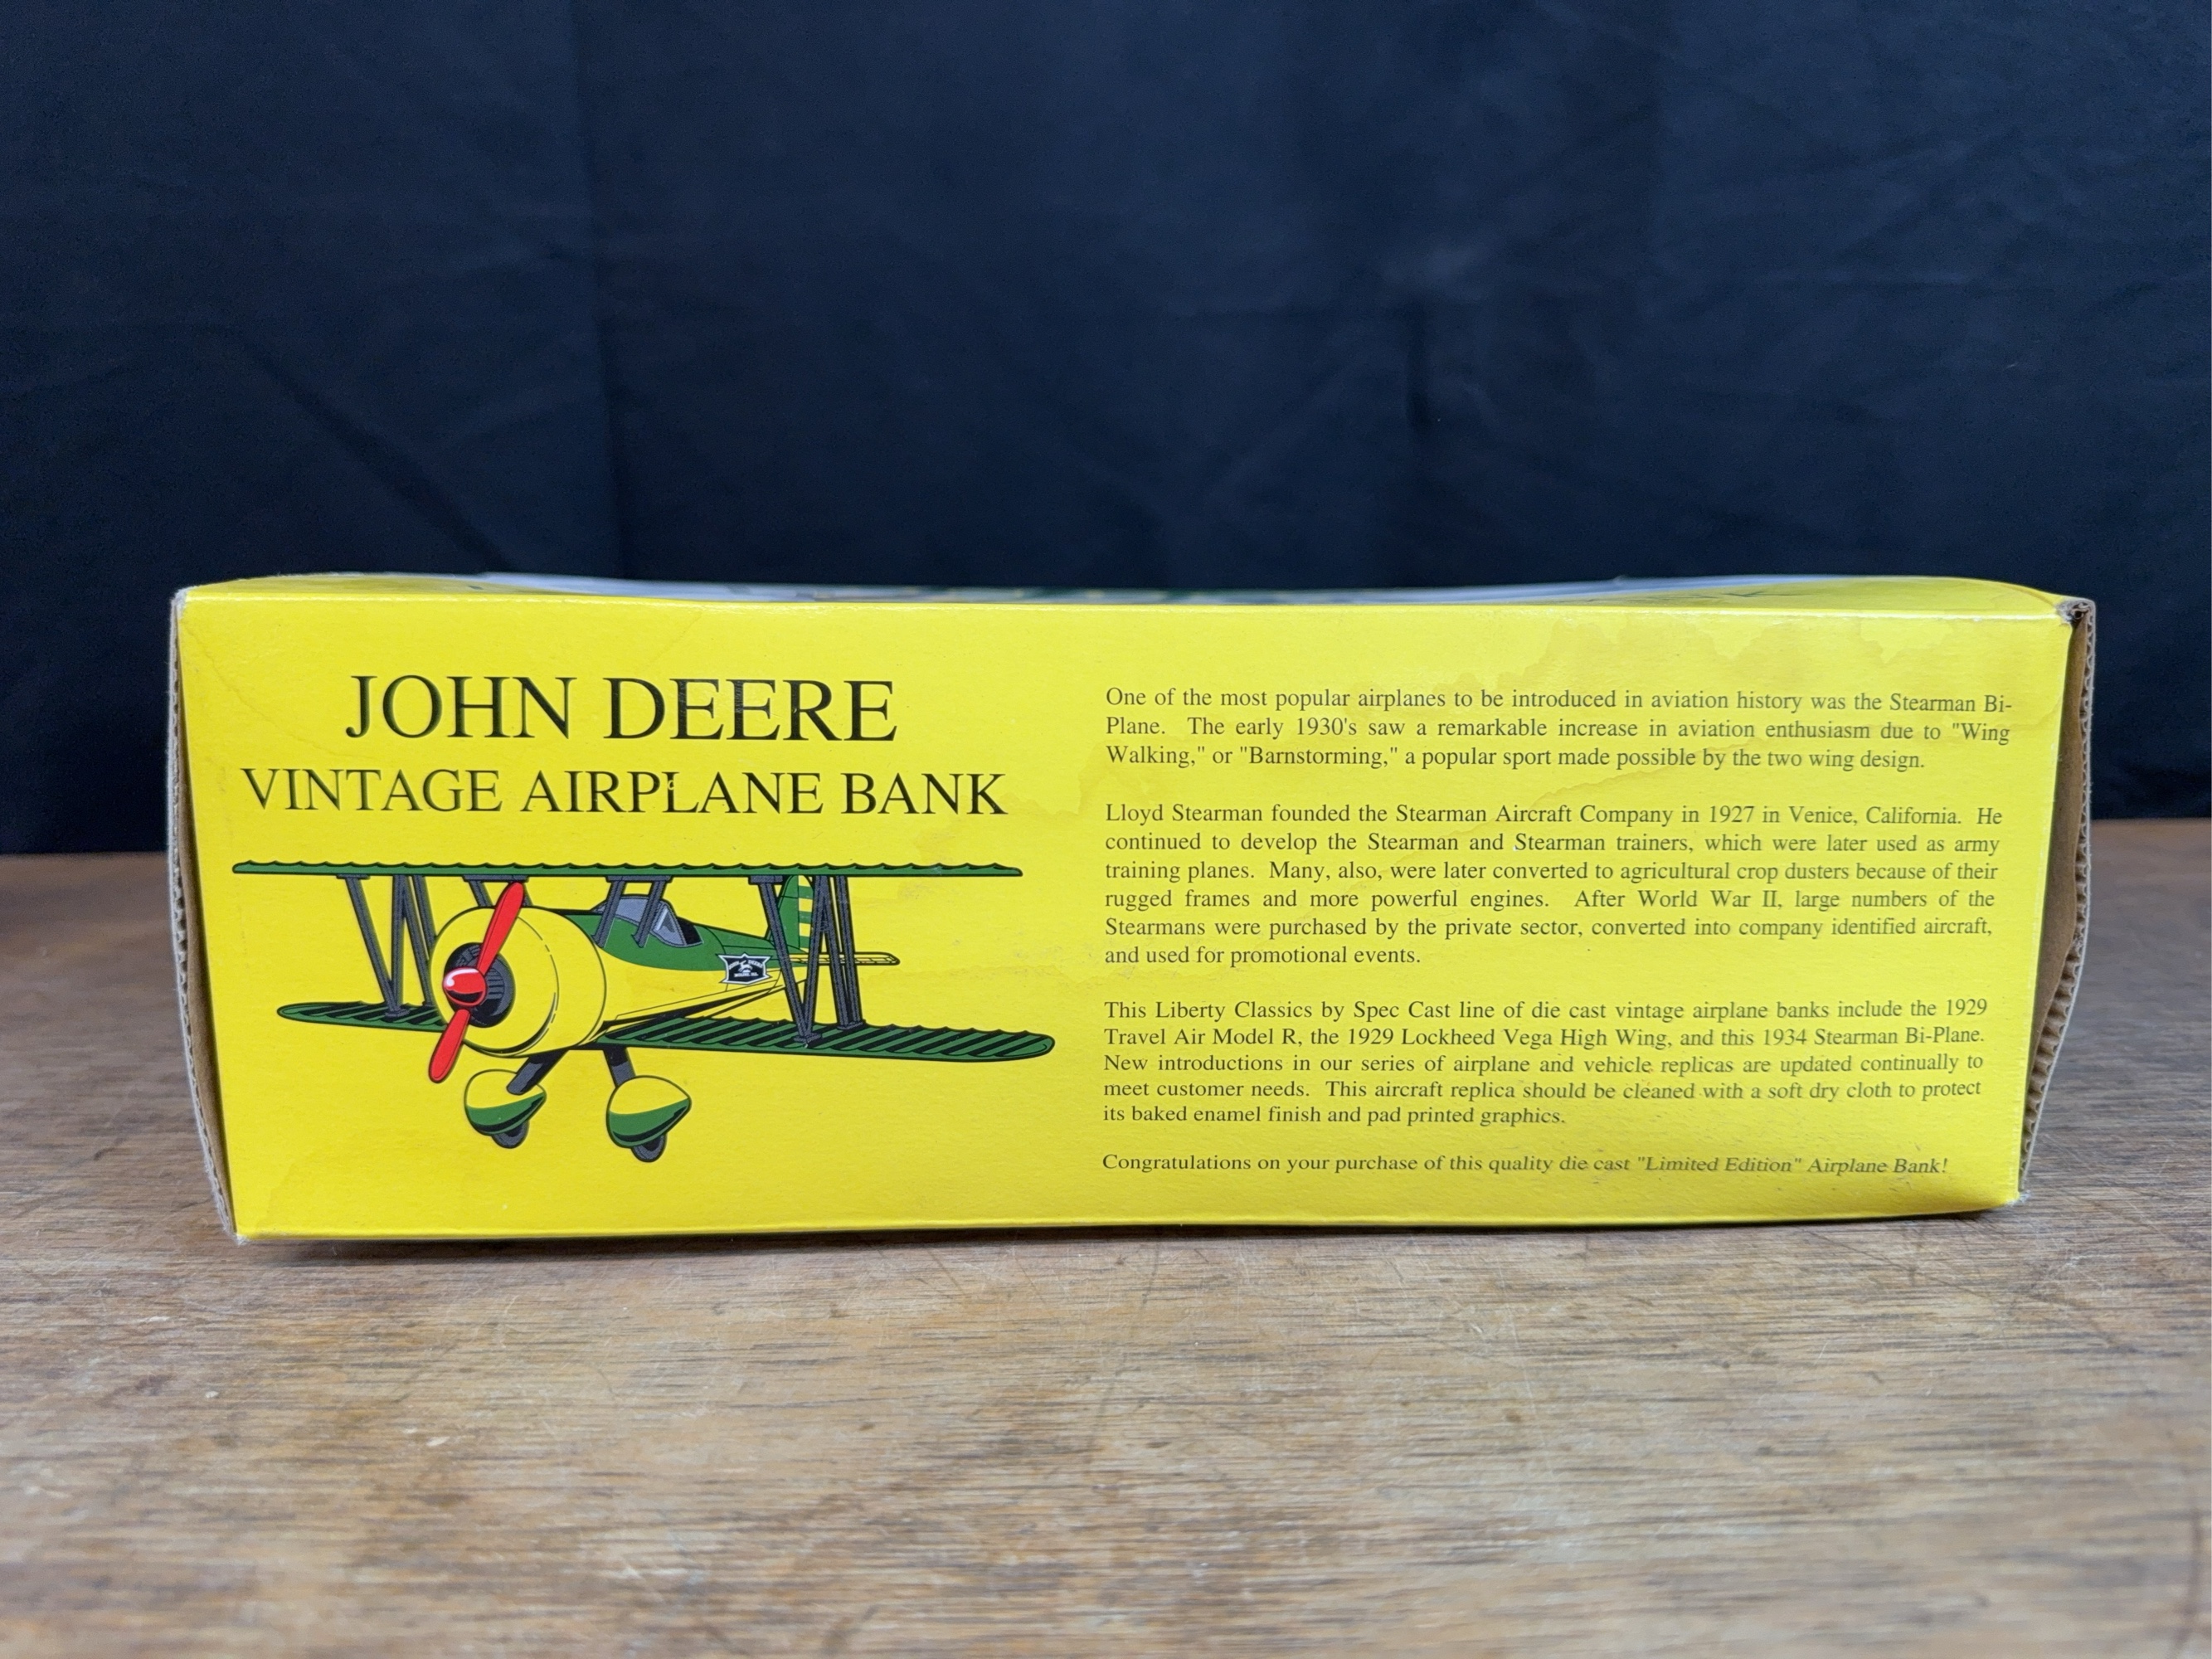 JOHN DEERE
VINTAGE AIRPLANE BANK
One of the most popular airplanes to be introduced in aviation history was the Stearman Bi-
Plane. The early 1930's saw a remarkable increase in aviation enthusiasm due to "Wing
Walking," or "Barnstorming," a popular sport made possible by the two wing design.
Lloyd Stearman founded the Stearman Aircraft Company in 1927 in Venice, California. He
continued to develop the Stearman and Stearman trainers, which were later used as army
training planes. Many, also, were later converted to agricultural crop dusters because of their
rugged frames and more powerful engines. After World War II, large numbers of the
Stearmans were purchased by the private sector, converted into company identified aircraft,
and used for promotional events.
This Liberty Classics by Spec Cast line of die cast vintage airplane banks include the 1929
Travel Air Model R, the 1929 Lockheed Vega High Wing, and this 1934 Stearman Bi-Plane.
New introductions in our series of airplane and vehicle replicas are updated continually to
meet customer needs. This aircraft replica should be cleaned with a soft dry cloth to protect
its baked enamel finish and pad printed graphics.
Congratulations on your purchase of this quality die cast "Limited Edition" Airplane Bank!